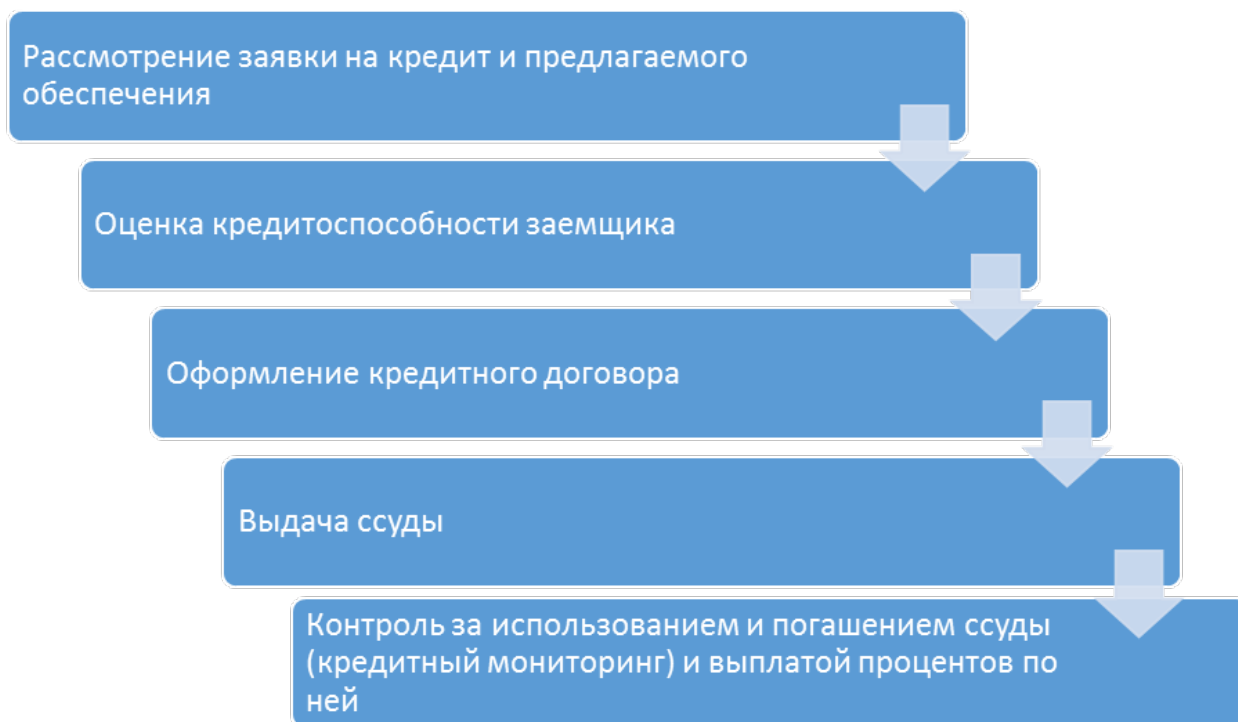 Рассмотрение заявки на кредит и предлагаемого
обеспечения
Оценка кредитоспособности заемщика
Оформление кредитного договора
Выдача ссуды
Контроль за использованием и погашением ссуды
(кредитный мониторинг) и выплатой процентов по
ней